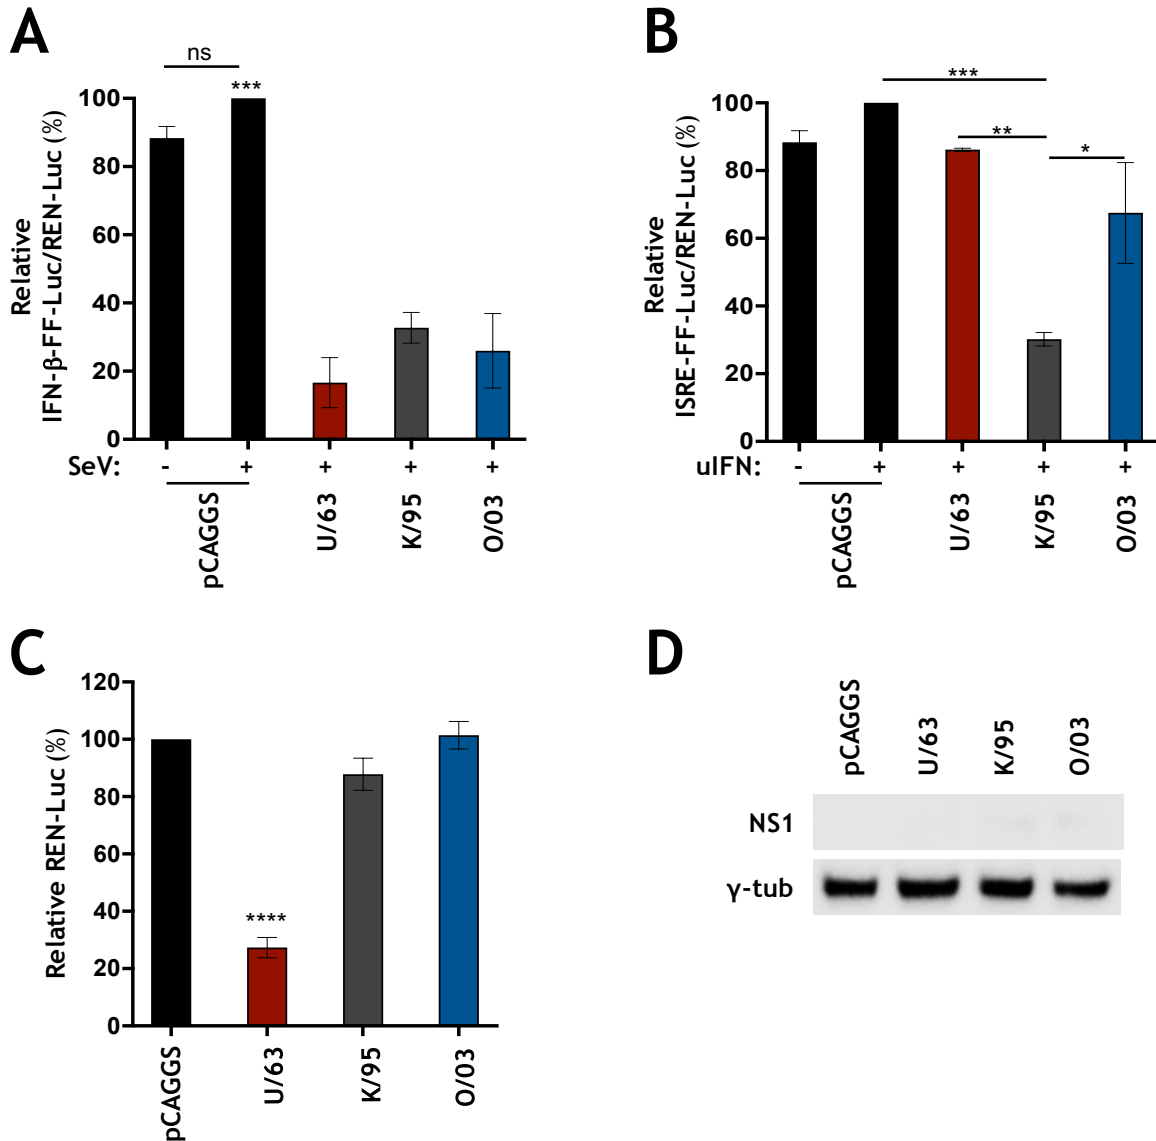 A
ns
***
Relative
IFN-β-FF-Luc/REN-Luc (%)
100
80
60
40
20
0
SeV: - + + + +
pCAGGS U/63 K/95 O/03
B
***
**
*
Relative
ISRE-FF-Luc/REN-Luc (%)
100
80
60
40
20
0
uIFN: - + + + +
pCAGGS U/63 K/95 O/03
C
Relative REN-Luc (%)
120
100
80
60
40
20
0
****
pCAGGS U/63 K/95 O/03
D
pCAGGS U/63 K/95 O/03
NS1
γ-tub